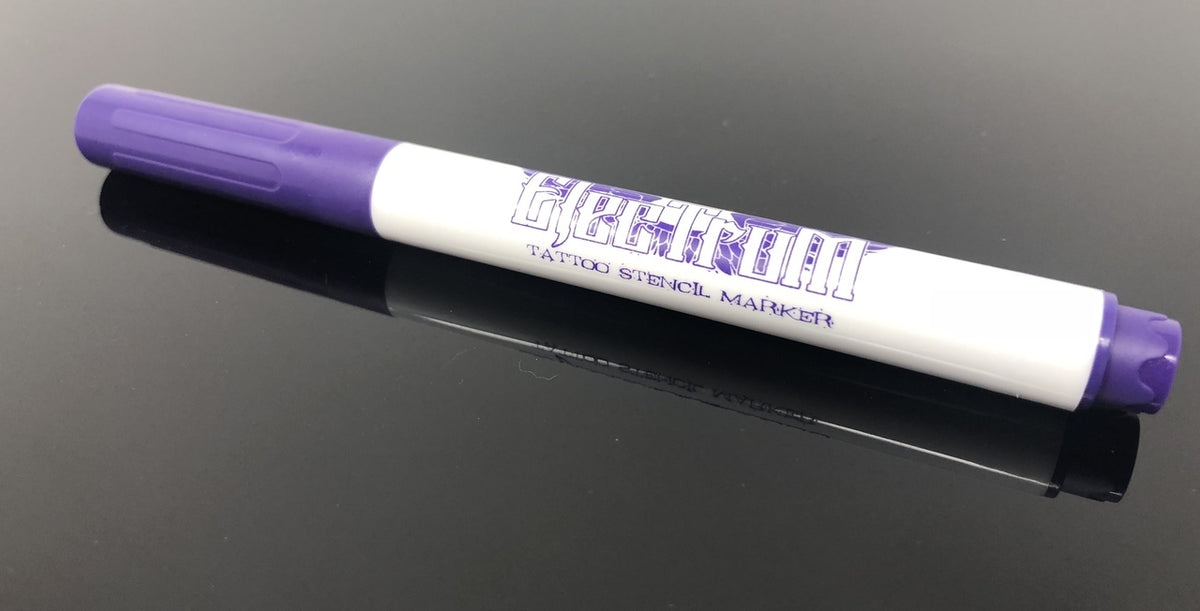 Electrum
TATTOO STENCIL MARKER